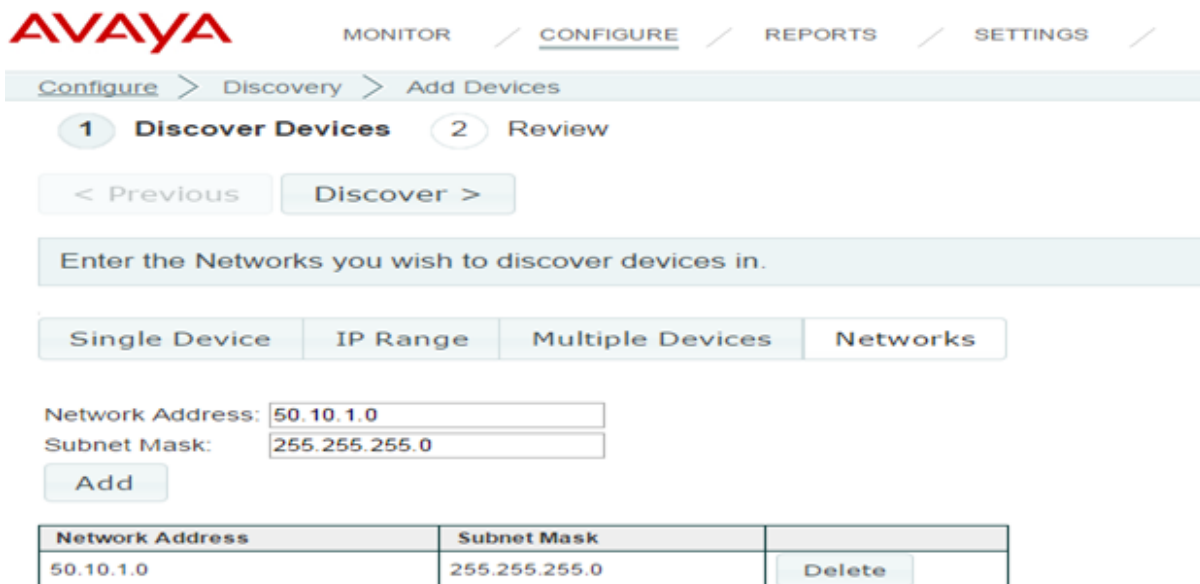 AVAYA MONITOR CONFIGURE REPORTS SETTINGS
Configure > Discovery > Add Devices
1 Discover Devices 2 Review
< Previous Discover >
Enter the Networks you wish to discover devices in.
Single Device IP Range Multiple Devices Networks
Network Address: 50.10.1.0
Subnet Mask: 255.255.255.0
Add
Network Address Subnet Mask
50.10.1.0 255.255.255.0 Delete